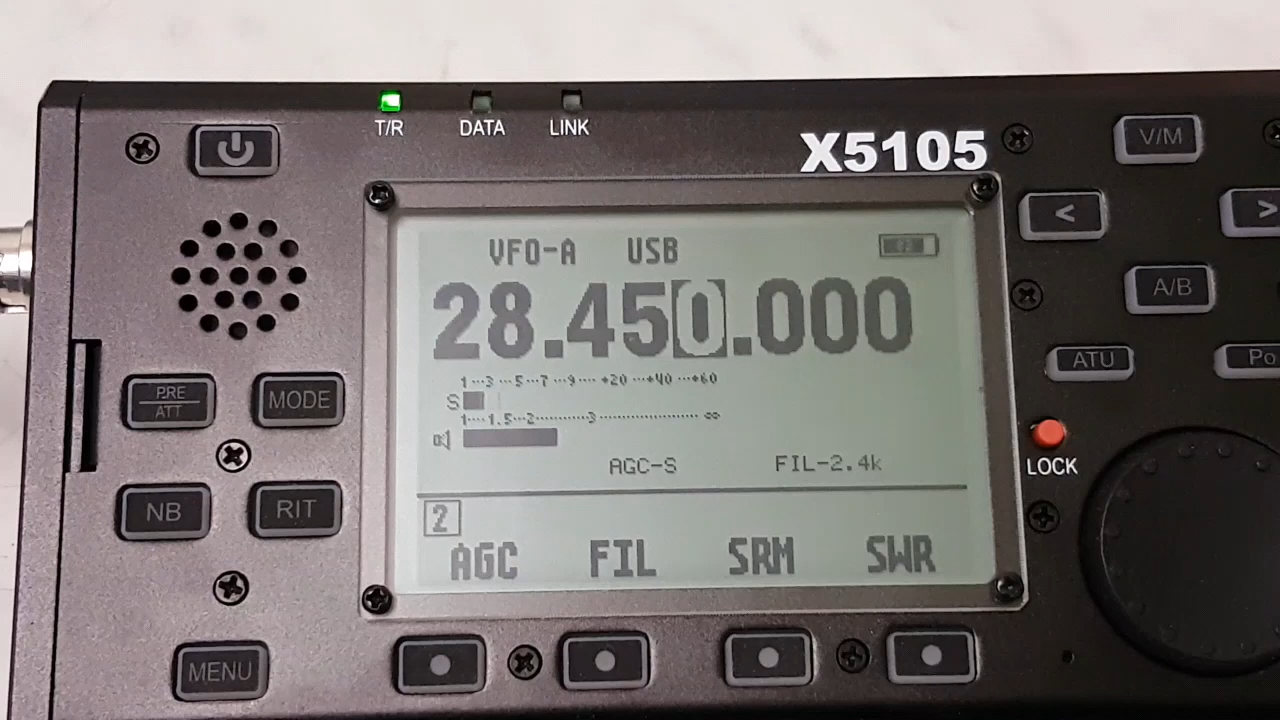 T/R DATA LINK
X5105
V/M
<
>
VFO-A USB
28.450.000
A/B
1···3···5···7···9····+20···+40···+60
S
1····1.5···2···········3···················∞
ATU
PRE
ATT
MODE
AGC-S FIL-2.4k
LOCK
NB
RIT
2
AGC FIL SRM SWR
MENU